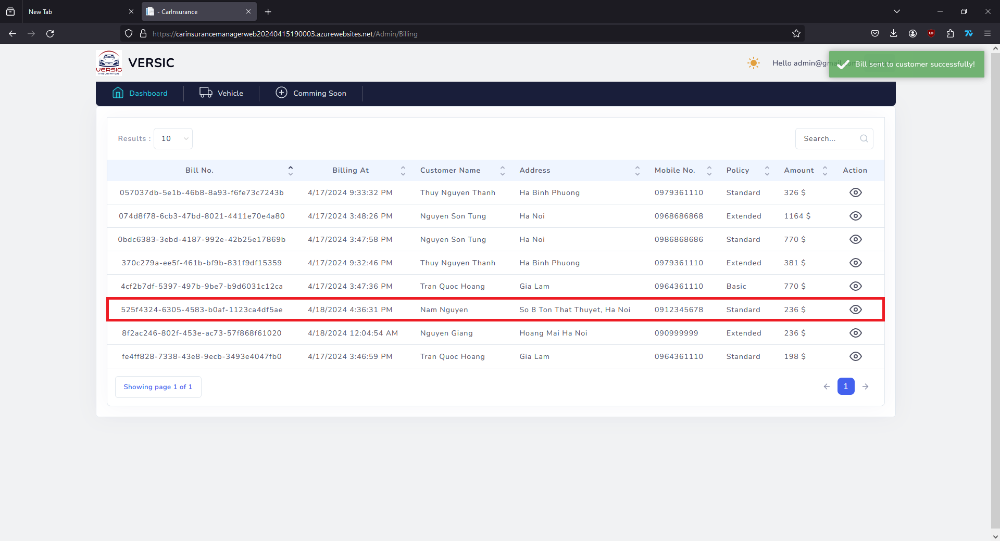 New Tab
- CarInsurance
https://carinsurancemanagerweb20240415190003.azurewebsites.net/Admin/Billing
VERSIC
INSURANCE
VERSIC
Hello admin@gmail
Bill sent to customer successfully!
Dashboard
Vehicle
Comming Soon
Results :
10
Search...
Bill No. Billing At Customer Name Address Mobile No. Policy Amount Action
057037db-5e1b-46b8-8a93-f6fe73c7243b 4/17/2024 9:33:32 PM Thuy Nguyen Thanh Ha Binh Phuong 0979361110 Standard 326 $
074d8f78-6cb3-47bd-8021-4411e70e4a80 4/17/2024 3:48:26 PM Nguyen Son Tung Ha Noi 0968686868 Extended 1164 $
0bdc6383-3ebd-4187-992e-42b25e17869b 4/17/2024 3:47:58 PM Nguyen Son Tung Ha Noi 0986868686 Standard 770 $
370c279a-ee5f-461b-bf9b-831f9df15359 4/17/2024 9:32:46 PM Thuy Nguyen Thanh Ha Binh Phuong 0979361110 Extended 381 $
4cf2b7df-5397-497b-9be7-b9d6031c12ca 4/17/2024 3:47:36 PM Tran Quoc Hoang Gia Lam 0964361110 Basic 770 $
525f4324-6305-4583-b0af-1123ca4df5ae 4/18/2024 4:36:31 PM Nam Nguyen So 8 Ton That Thuyet, Ha Noi 0912345678 Standard 236 $
8f2ac246-802f-453e-ac73-57f868f61020 4/18/2024 12:04:54 AM Nguyen Giang Hoang Mai Ha Noi 090999999 Extended 236 $
fe4ff828-7338-43e8-9ecb-3493e4047fb0 4/17/2024 3:46:59 PM Tran Quoc Hoang Gia Lam 0964361110 Standard 198 $
Showing page 1 of 1
1